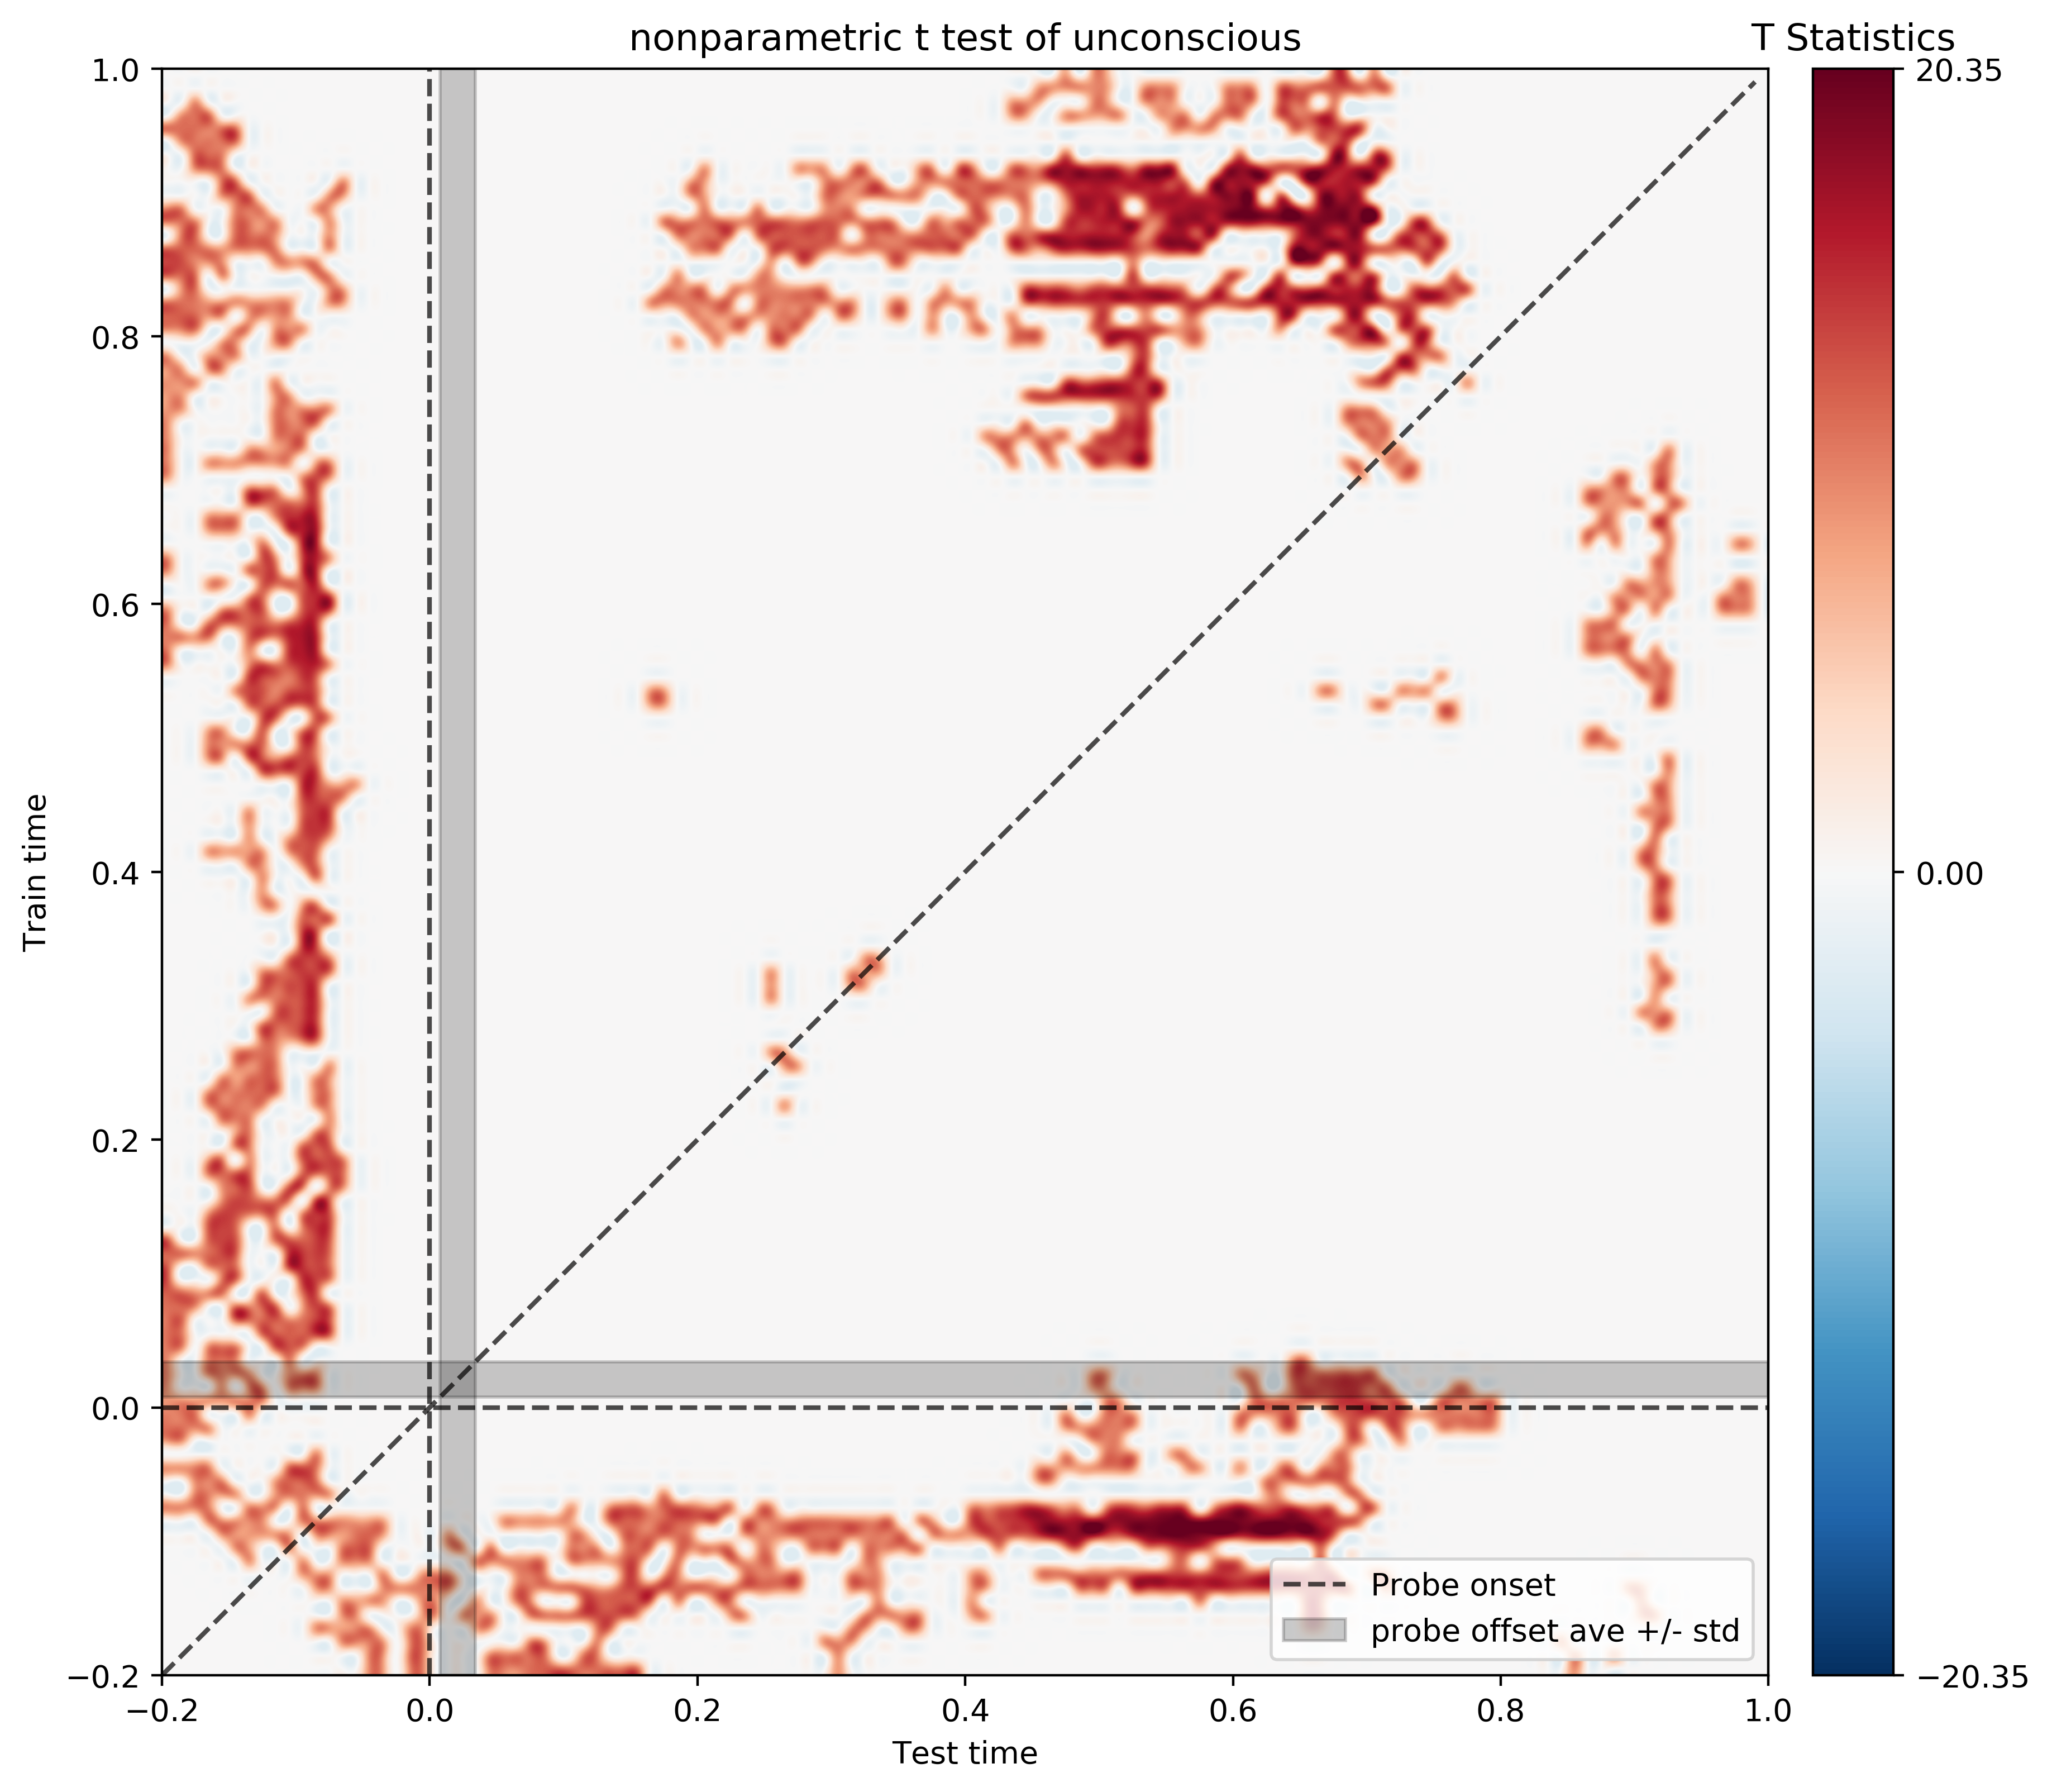 nonparametric t test of unconscious
T Statistics
1.0
0.8
0.6
0.4
0.2
0.0
−0.2
Train time
−0.2
0.0
0.2
0.4
0.6
0.8
1.0
Test time
Probe onset
probe offset ave +/- std
20.35
0.00
−20.35